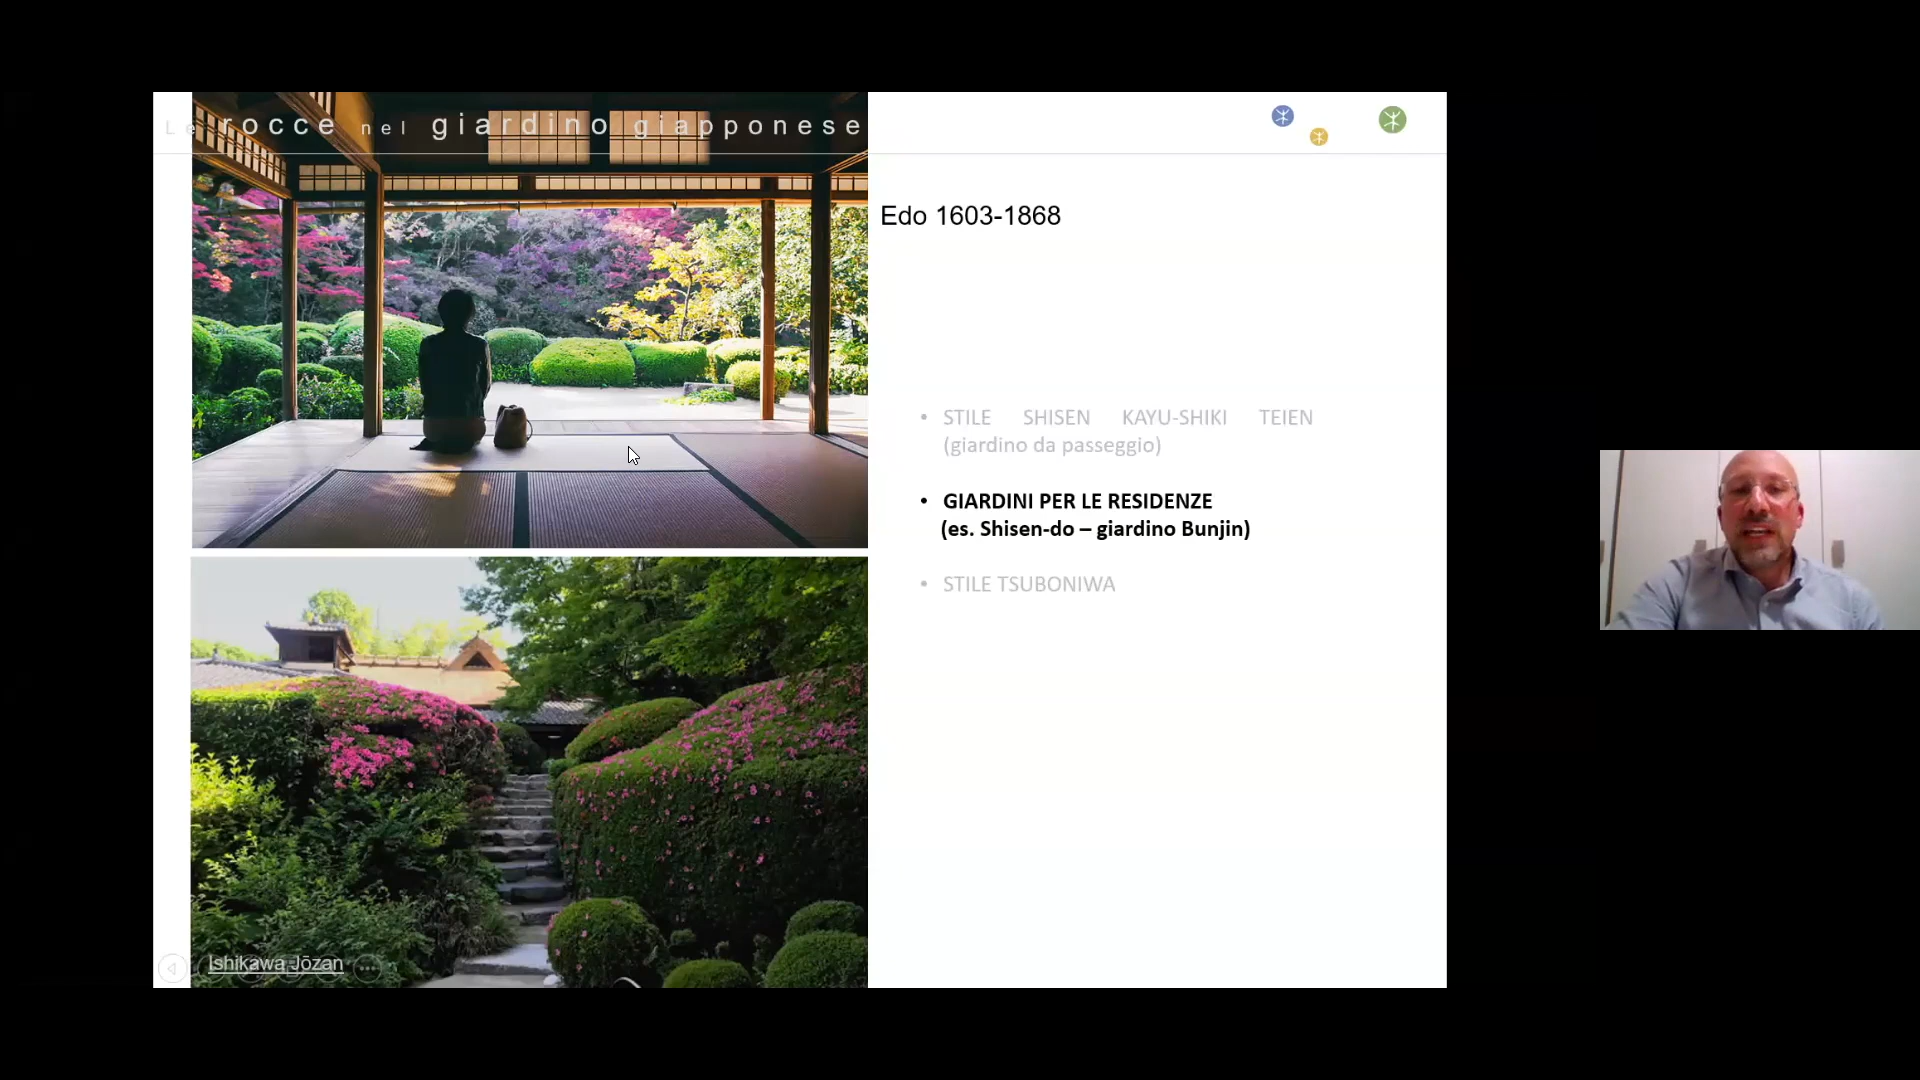 Le rocce nel giardino giapponese
Edo 1603-1868
• STILE SHISEN KAYU-SHIKI TEIEN
(giardino da passeggio)
• GIARDINI PER LE RESIDENZE
(es. Shisen-do – giardino Bunjin)
• STILE TSUBONIWA
Ishikawa Jōzan